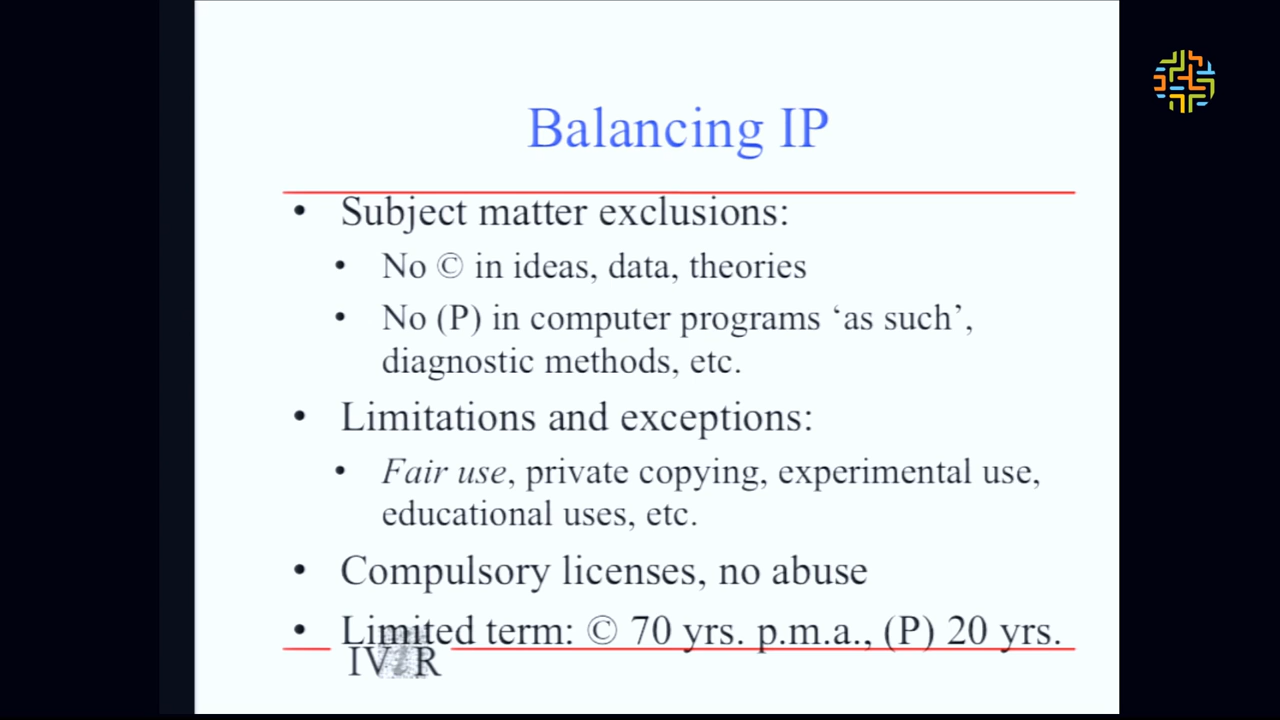 Balancing IP
• Subject matter exclusions:
• No © in ideas, data, theories
• No (P) in computer programs ‘as such’,
diagnostic methods, etc.
• Limitations and exceptions:
• Fair use, private copying, experimental use,
educational uses, etc.
• Compulsory licenses, no abuse
• Limited term: © 70 yrs. p.m.a., (P) 20 yrs.
IViR